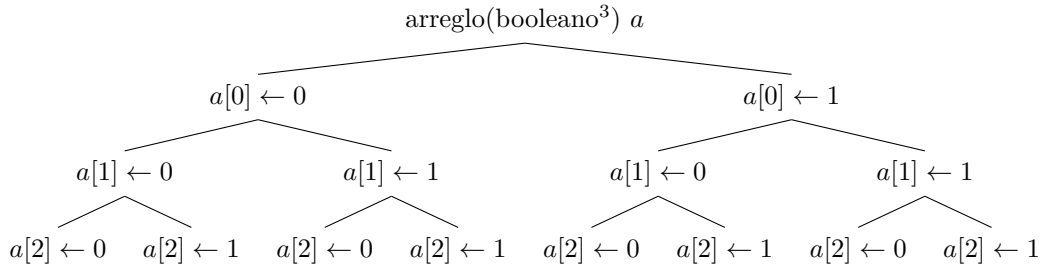 arreglo(booleano³) a
a[0] ← 0 a[0] ← 1
a[1] ← 0 a[1] ← 1 a[1] ← 0 a[1] ← 1
a[2] ← 0 a[2] ← 1 a[2] ← 0 a[2] ← 1 a[2] ← 0 a[2] ← 1 a[2] ← 0 a[2] ← 1